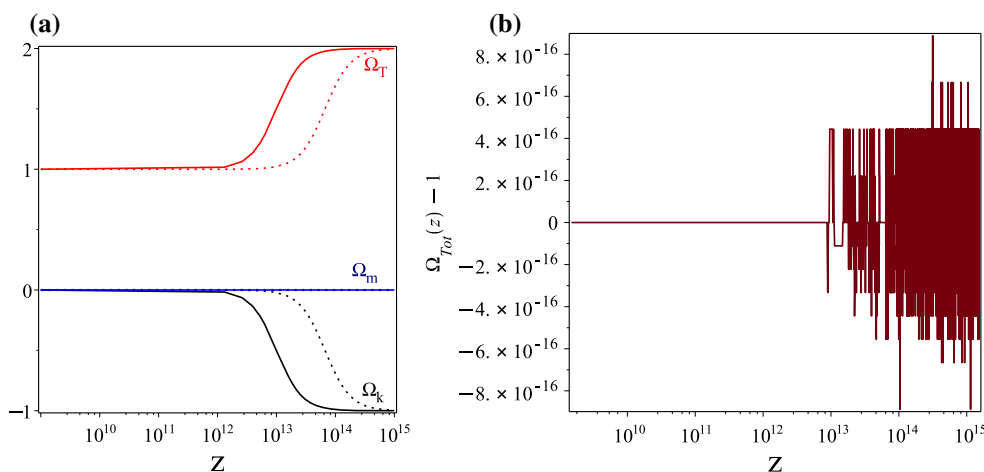 (a)
2
Ω_T
1
Ω_m
0
Ω_k
−1
10^10 10^11 10^12 10^13 10^14 10^15
z
(b)
8. × 10^−16
6. × 10^−16
4. × 10^−16
2. × 10^−16
0
−2. × 10^−16
−4. × 10^−16
−6. × 10^−16
−8. × 10^−16
Ω_Tot(z) − 1
10^10 10^11 10^12 10^13 10^14 10^15
z